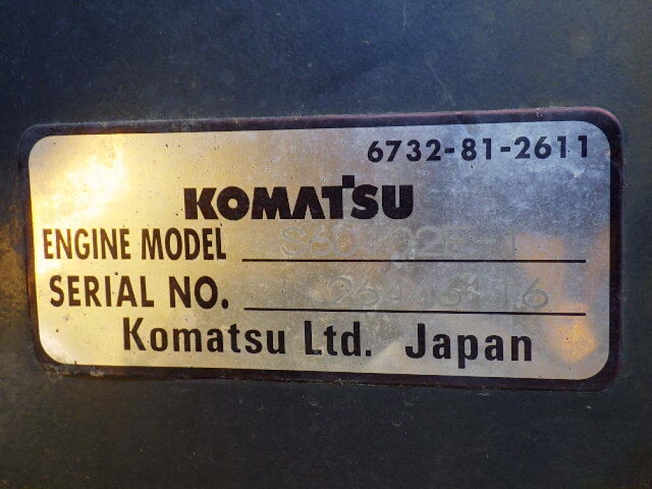 6732-81-2611
KOMATSU
ENGINE MODEL
SERIAL NO.
Komatsu Ltd. Japan